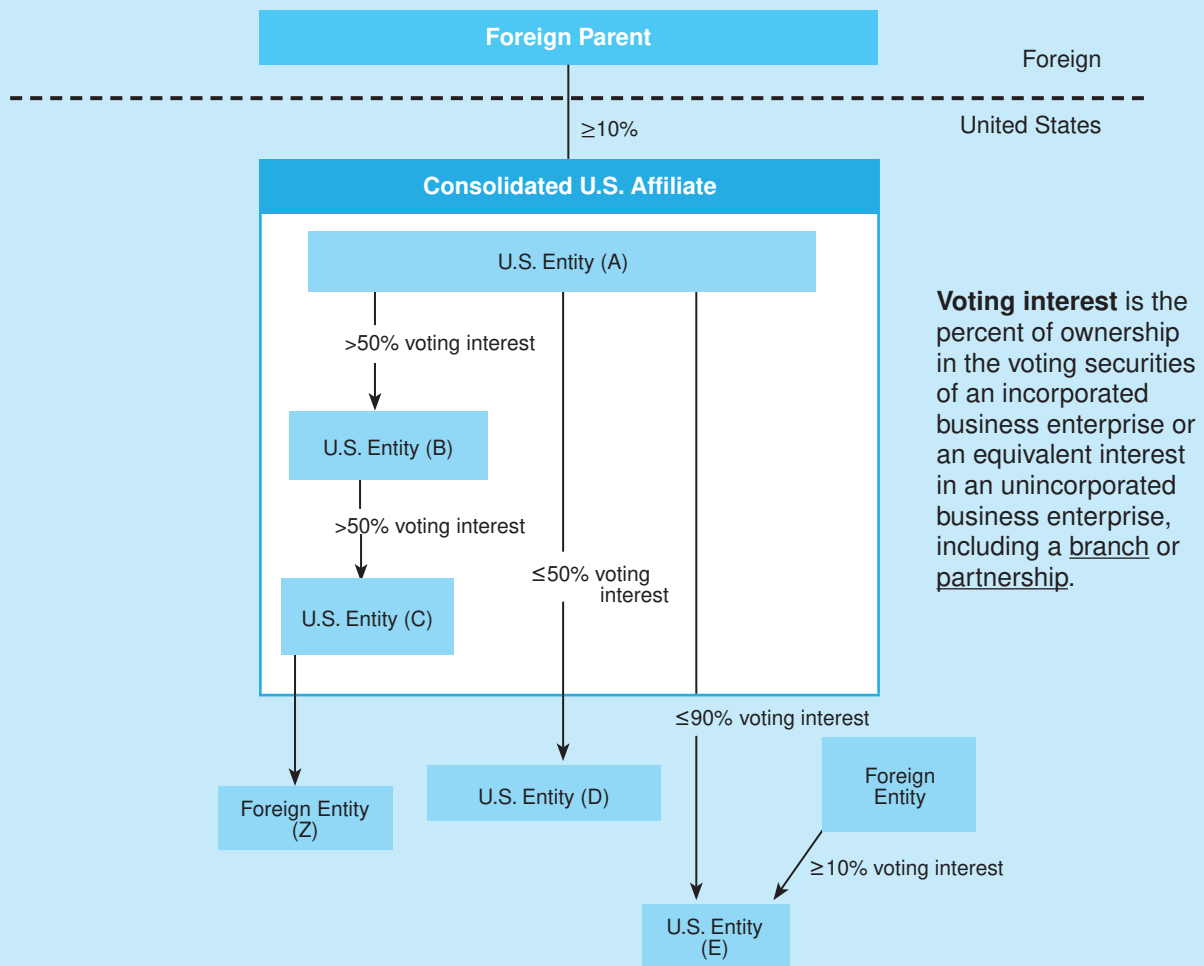 Foreign Parent
Foreign
≥10%
United States
Consolidated U.S. Affiliate
U.S. Entity (A)
>50% voting interest
U.S. Entity (B)
>50% voting interest
U.S. Entity (C)
≤50% voting
interest
Voting interest is the
percent of ownership
in the voting securities
of an incorporated
business enterprise or
an equivalent interest
in an unincorporated
business enterprise,
including a branch or
partnership.
≤90% voting interest
Foreign Entity
(Z)
U.S. Entity (D)
Foreign
Entity
≥10% voting interest
U.S. Entity
(E)